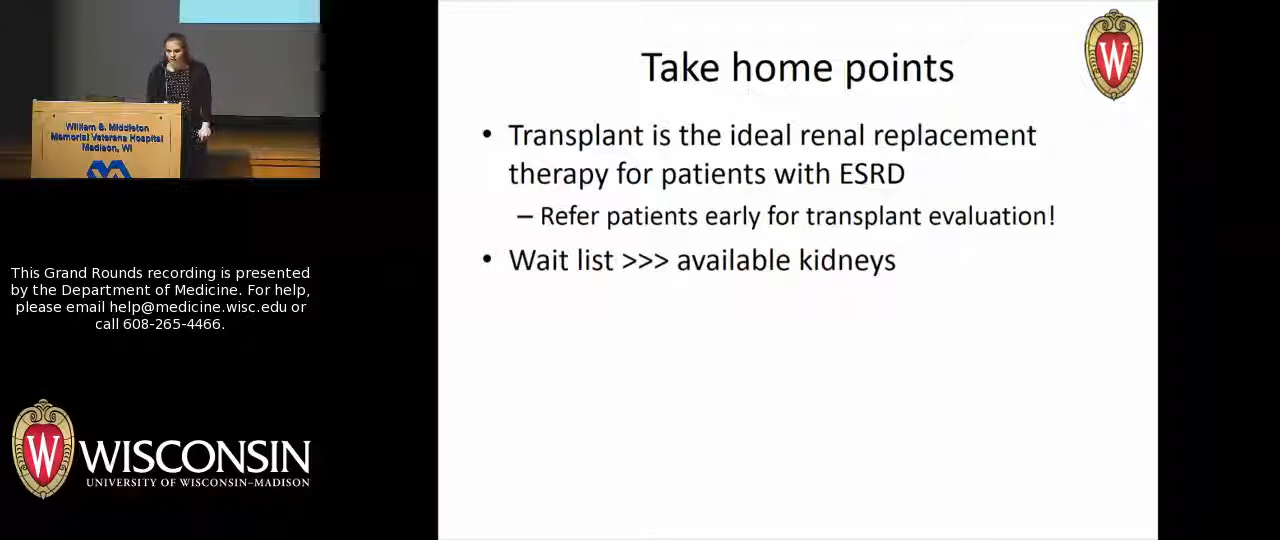 William S. Middleton
Memorial Veterans Hospital
Madison, WI
This Grand Rounds recording is presented
by the Department of Medicine. For help,
please email help@medicine.wisc.edu or
call 608-265-4466.
W WISCONSIN
UNIVERSITY OF WISCONSIN–MADISON
W
Take home points
• Transplant is the ideal renal replacement
therapy for patients with ESRD
– Refer patients early for transplant evaluation!
• Wait list >>> available kidneys